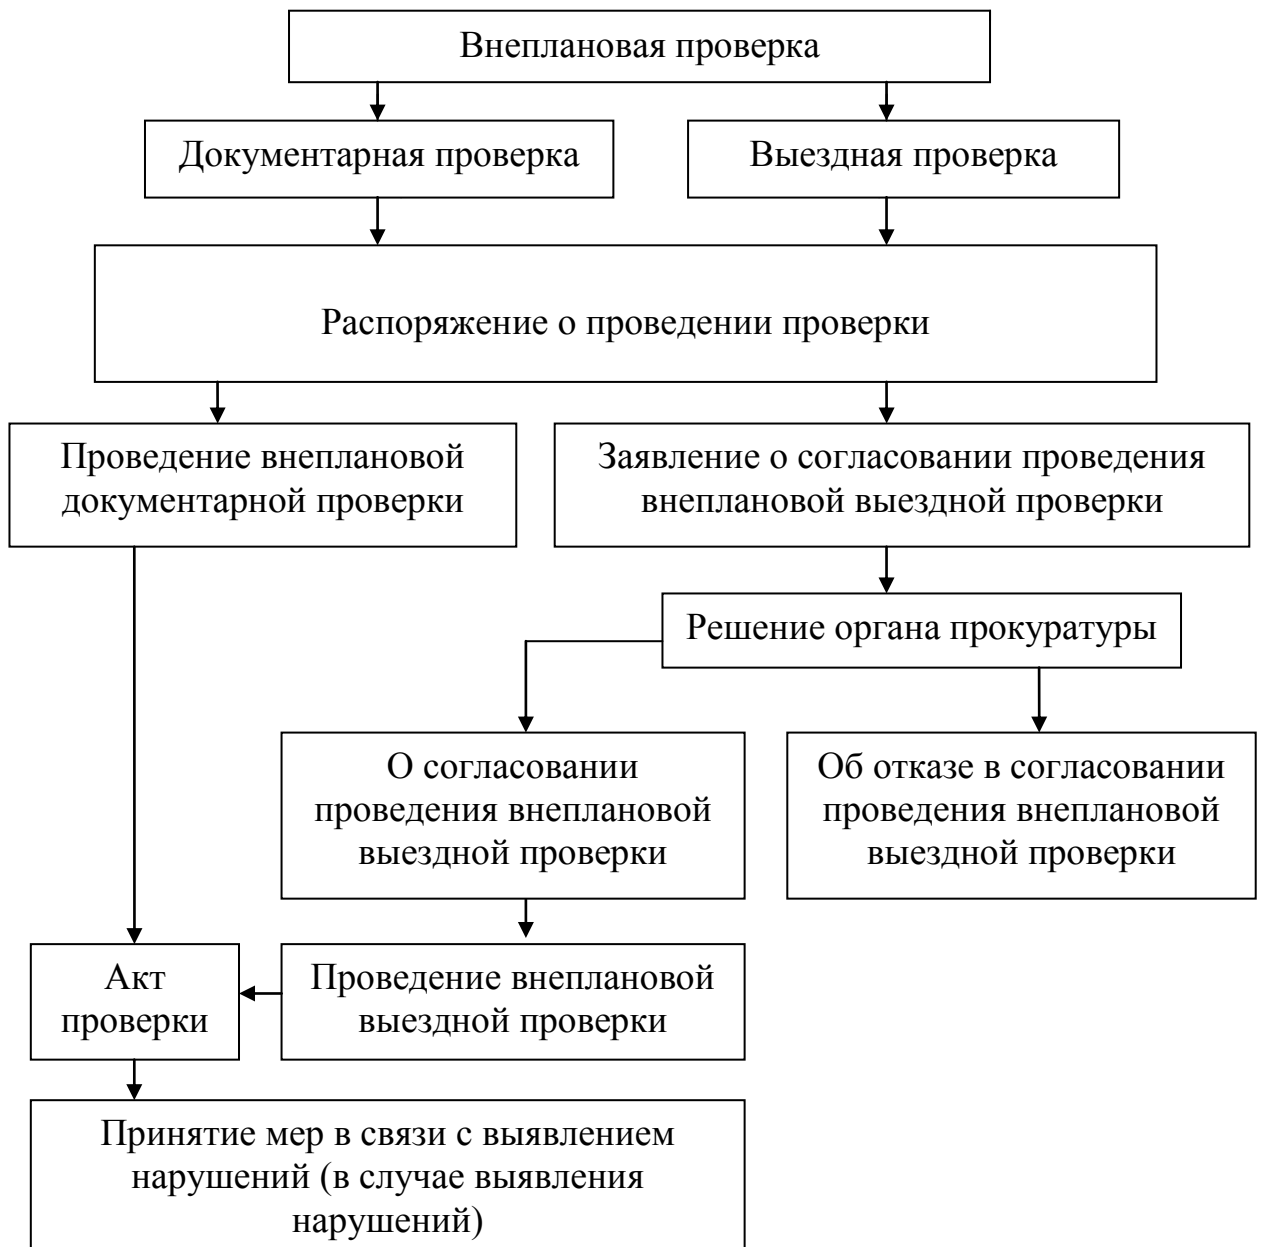 Внеплановая проверка
Документарная проверка
Выездная проверка
Распоряжение о проведении проверки
Проведение внеплановой
документарной проверки
Заявление о согласовании проведения
внеплановой выездной проверки
Решение органа прокуратуры
О согласовании
проведения внеплановой
выездной проверки
Об отказе в согласовании
проведения внеплановой
выездной проверки
Акт
проверки
Проведение внеплановой
выездной проверки
Принятие мер в связи с выявлением
нарушений (в случае выявления
нарушений)